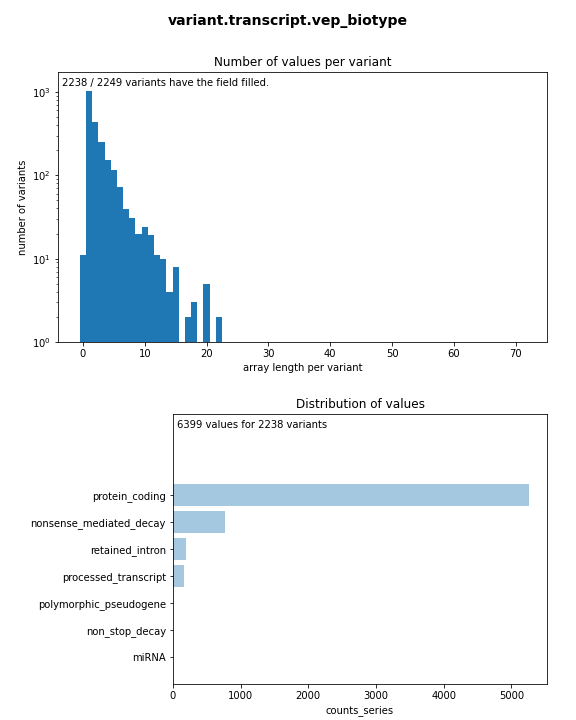 variant.transcript.vep_biotype
Number of values per variant
2238 / 2249 variants have the field filled.
10³
10²
10¹
10⁰
number of variants
0 10 20 30 40 50 60 70
array length per variant
Distribution of values
6399 values for 2238 variants
protein_coding
nonsense_mediated_decay
retained_intron
processed_transcript
polymorphic_pseudogene
non_stop_decay
miRNA
0 1000 2000 3000 4000 5000
counts_series